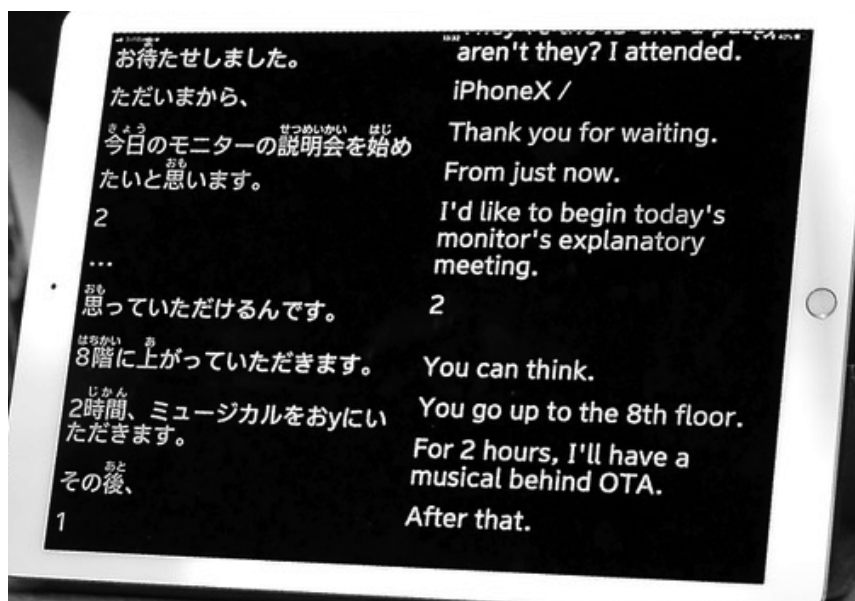 お待たせしました。
ただいまから、
今日のモニターの説明会を始め
たいと思います。
2
...
思っていただけるんです。
8階に上がっていただきます。
2時間、ミュージカルをおyにい
ただきます。
その後、
1
aren't they? I attended.
iPhoneX /
Thank you for waiting.
From just now.
I'd like to begin today's
monitor's explanatory
meeting.
2
You can think.
You go up to the 8th floor.
For 2 hours, I'll have a
musical behind OTA.
After that.